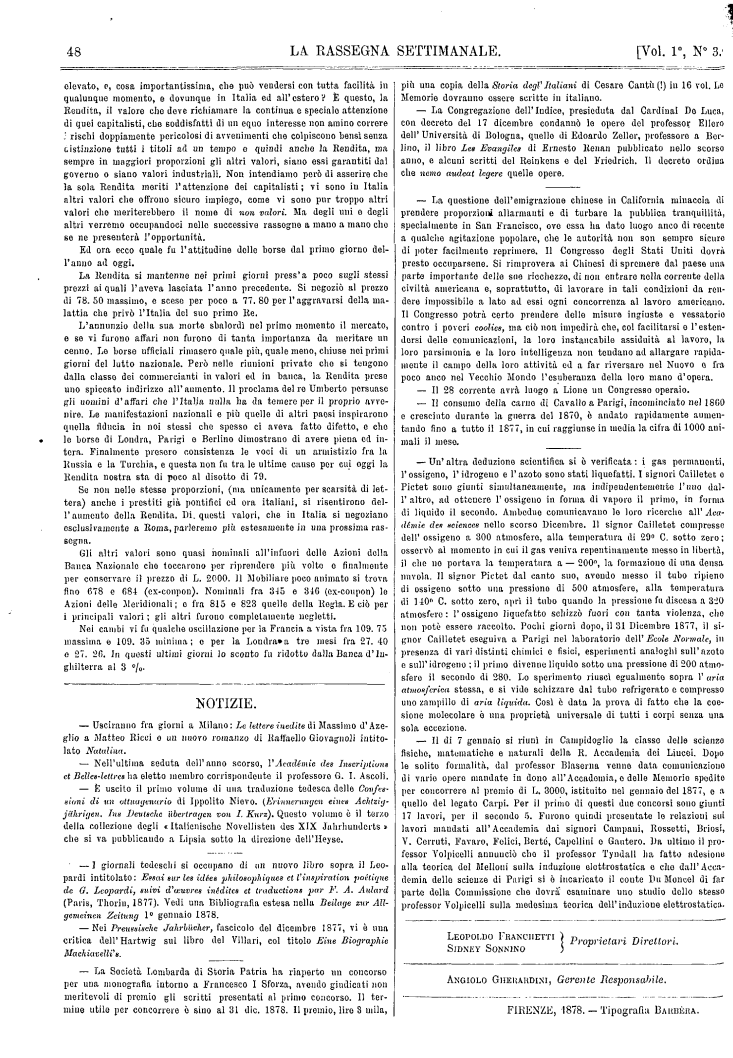 48
LA RASSEGNA SETTIMANALE.
[Vol. 1°, N° 3.
elevato, e, cosa importantissima, che può vendersi con tutta facilità in
qualunque momento, e dovunque in Italia ed all'estero? È questo, la
Rendita, il valore che deve richiamare la continua e speciale attenzione
di quei capitalisti, che soddisfatti di un equo interesse non amino correre
i rischi doppiamente pericolosi di avvenimenti che colpiscono bensì senza
distinzione tutti i titoli ad un tempo e quindi anche la Rendita, ma
sempre in maggiori proporzioni gli altri valori, siano essi garantiti dal
governo o siano valori industriali. Non intendiamo però di asserire che
la sola Rendita meriti l'attenzione dei capitalisti; vi sono in Italia
altri valori che offrono sicuro impiego, come vi sono pur troppo altri
valori che meriterebbero il nome di non valori. Ma degli uni e degli
altri verremo occupandoci nelle successive rassegne a mano a mano che
se ne presenterà l'opportunità.
Ed ora ecco quale fu l'attitudine delle borse dal primo giorno del-
l'anno ad oggi.
La Rendita si mantenne nei primi giorni press'a poco sugli stessi
prezzi ai quali l'aveva lasciata l'anno precedente. Si negoziò al prezzo
di 78. 50 massimo, e scese per poco a 77. 80 per l'aggravarsi della ma-
lattia che privò l'Italia del suo primo Re.
L'annunzio della sua morte sbalordì nel primo momento il mercato,
e se vi furono affari non furono di tanta importanza da meritare un
cenno. Le borse ufficiali rimasero quale più, quale meno, chiuse nei primi
giorni del lutto nazionale. Però nelle riunioni private che si tengono
dalla classe dei commercianti in valori ed in banca, la Rendita prese
uno spiccato indirizzo all'aumento. Il proclama del re Umberto persuase
gli uomini d'affari che l'Italia nulla ha da temere per il proprio avve-
nire. Le manifestazioni nazionali e più quelle di altri paesi inspirarono
quella fiducia in noi stessi che spesso ci aveva fatto difetto, e che
le borse di Londra, Parigi e Berlino dimostrano di avere piena ed in-
tera. Finalmente presero consistenza le voci di un armistizio fra la
Russia e la Turchia, e questa non fu tra le ultime cause per cui oggi la
Rendita nostra sta di poco al disotto di 79.
Se non nelle stesse proporzioni, (ma unicamente per scarsità di let-
tera) anche i prestiti già pontifici ed ora italiani, si risentirono del-
l'aumento della Rendita. Di questi valori, che in Italia si negoziano
esclusivamente a Roma, parleremo più estesamente in una prossima ras-
segna.
Gli altri valori sono quasi nominali all'infuori delle Azioni della
Banca Nazionale che toccarono per riprendere più volte e finalmente
per conservare il prezzo di L. 2000. Il Mobiliare poco animato si trova
fino 678 e 684 (ex-coupon). Nominali fra 345 e 346 (ex-coupon) le
Azioni delle Meridionali; e fra 815 e 823 quelle della Regìa. E ciò per
i principali valori; gli altri furono completamente negletti.
Nei cambi vi fu qualche oscillazione per la Francia a vista fra 109. 75
massima e 109. 35 minima; e per la Londra a tre mesi fra 27. 40
e 27. 26. In questi ultimi giorni lo sconto fu ridotto dalla Banca d'In-
ghilterra al 3 %.
NOTIZIE.
— Usciranno fra giorni a Milano: Le lettere inedite di Massimo d'Aze-
glio a Matteo Ricci e un nuovo romanzo di Raffaello Giovagnoli intito-
lato Natalina.
— Nell'ultima seduta dell'anno scorso, l'Académie des Inscriptions
et Belles-lettres ha eletto membro corrispondente il professore G. I. Ascoli.
— È uscito il primo volume di una traduzione tedesca delle Confes-
sioni di un ottuagenario di Ippolito Nievo. (Erinnerungen eines Achtzig-
jährigen. Ins Deutsche übertragen von I. Kurz). Questo volume è il terzo
della collezione degli « Italienische Novellisten des XIX Jahrhunderts »
che si va pubblicando a Lipsia sotto la direzione dell'Heyse.
— I giornali tedeschi si occupano di un nuovo libro sopra il Leo-
pardi intitolato: Essai sur les idées philosophiques et l'inspiration poétique
de G. Leopardi, suivi d'œuvres inédites et traductions par F. A. Aulard
(Paris, Thorin, 1877). Vedi una Bibliografia estesa nella Beilage zur All-
gemeinen Zeitung 1° gennaio 1878.
— Nei Preussische Jahrbücher, fascicolo del dicembre 1877, vi è una
critica dell'Hartwig sul libro del Villari, col titolo Eine Biographie
Machiavelli's.
— La Società Lombarda di Storia Patria ha riaperto un concorso
per una monografia intorno a Francesco I Sforza, avendo giudicati non
meritevoli di premio gli scritti presentati al primo concorso. Il ter-
mine utile per concorrere è sino al 31 dic. 1878. Il premio, lire 3 mila,
più una copia della Storia degl'Italiani di Cesare Cantù (!) in 16 vol. Le
Memorie dovranno essere scritte in italiano.
— La Congregazione dell'Indice, presieduta dal Cardinal De Luca,
con decreto del 17 dicembre condannò le opere del professor Ellero
dell'Università di Bologna, quelle di Edoardo Zeller, professore a Ber-
lino, il libro Les Evangiles di Ernesto Renan pubblicato nello scorso
anno, e alcuni scritti del Reinkens e del Friedrich. Il decreto ordina
che nemo audeat legere quelle opere.
— La questione dell'emigrazione chinese in California minaccia di
prendere proporzioni allarmanti e di turbare la pubblica tranquillità,
specialmente in San Francisco, ove essa ha dato luogo anco di recente
a qualche agitazione popolare, che le autorità non son sempre sicure
di poter facilmente reprimere. Il Congresso degli Stati Uniti dovrà
presto occuparsene. Si rimprovera ai Chinesi di spremer dal paese una
parte importante delle sue ricchezze, di non entrare nella corrente della
civiltà americana e, soprattutto, di lavorare in tali condizioni da ren-
dere impossibile a lato ad essi ogni concorrenza al lavoro americano.
Il Congresso potrà certo prendere delle misure ingiuste e vessatorie
contro i poveri coolies, ma ciò non impedirà che, col facilitarsi e l'esten-
dersi delle comunicazioni, la loro instancabile assiduità al lavoro, la
loro parsimonia e la loro intelligenza non tendano ad allargare rapida-
mente il campo della loro attività ed a far riversare nel Nuovo e fra
poco anco nel Vecchio Mondo l'esuberanza della loro mano d'opera.
— Il 28 corrente avrà luogo a Lione un Congresso operaio.
— Il consumo della carne di Cavallo a Parigi, incominciato nel 1860
e cresciuto durante la guerra del 1870, è andato rapidamente aumen-
tando fino a tutto il 1877, in cui raggiunse in media la cifra di 1000 ani-
mali il mese.
— Un'altra deduzione scientifica si è verificata: i gas permanenti,
l'ossigeno, l'idrogeno e l'azoto sono stati liquefatti. I signori Cailletet e
Pictet sono giunti simultaneamente, ma indipendentemente l'uno dal-
l'altro, ad ottenere l'ossigeno in forma di vapore il primo, in forma
di liquido il secondo. Ambedue comunicavano le loro ricerche all'Aca-
démie des sciences nello scorso Dicembre. Il signor Cailletet compresse
dell'ossigeno a 300 atmosfere, alla temperatura di 29° C. sotto zero;
osservò al momento in cui il gas veniva repentinamente messo in libertà,
il che ne portava la temperatura a — 200°, la formazione di una densa
nuvola. Il signor Pictet dal canto suo, avendo messo il tubo ripieno
di ossigeno sotto una pressione di 500 atmosfere, alla temperatura
di 140° C. sotto zero, aprì il tubo quando la pressione fu discesa a 320
atmosfere: l'ossigeno liquefatto schizzò fuori con tanta violenza, che
non potè essere raccolto. Pochi giorni dopo, il 31 Dicembre 1877, il si-
gnor Cailletet eseguiva a Parigi nel laboratorio dell'Ecole Normale, in
presenza di vari distinti chimici e fisici, esperimenti analoghi sull'azoto
e sull'idrogeno; il primo divenne liquido sotto una pressione di 200 atmo-
sfere il secondo di 280. Lo sperimento riuscì egualmente sopra l'aria
atmosferica stessa, e si vide schizzare dal tubo refrigerato e compresso
uno zampillo di aria liquida. Così è data la prova di fatto che la coe-
sione molecolare è una proprietà universale di tutti i corpi senza una
sola eccezione.
— Il dì 7 gennaio si riunì in Campidoglio la classe delle scienze
fisiche, matematiche e naturali della R. Accademia dei Lincei. Dopo
le solite formalità, dal professor Blaserna venne data comunicazione
di varie opere mandate in dono all'Accademia, e delle Memorie spedite
per concorrere al premio di L. 3000, istituito nel gennaio del 1877, e a
quello del legato Carpi. Per il primo di questi due concorsi sono giunti
17 lavori, per il secondo 5. Furono quindi presentate le relazioni sui
lavori mandati all'Accademia dai signori Campani, Rossetti, Briosi,
V. Cerruti, Favaro, Felici, Berté, Capellini e Gautero. Da ultimo il pro-
fessor Volpicelli annunciò che il professor Tyndall ha fatto adesione
alla teorica del Melloni sulla induzione elettrostatica e che dall'Acca-
demia delle scienze di Parigi si è incaricato il conte Du Moncel di far
parte della Commissione che dovrà esaminare uno studio dello stesso
professor Volpicelli sulla medesima teorica dell'induzione elettrostatica.
LEOPOLDO FRANCHETTI
SIDNEY SONNINO
} Proprietari Direttori.
ANGIOLO GHERARDINI, Gerente Responsabile.
FIRENZE, 1878. — Tipografia BARBÈRA.